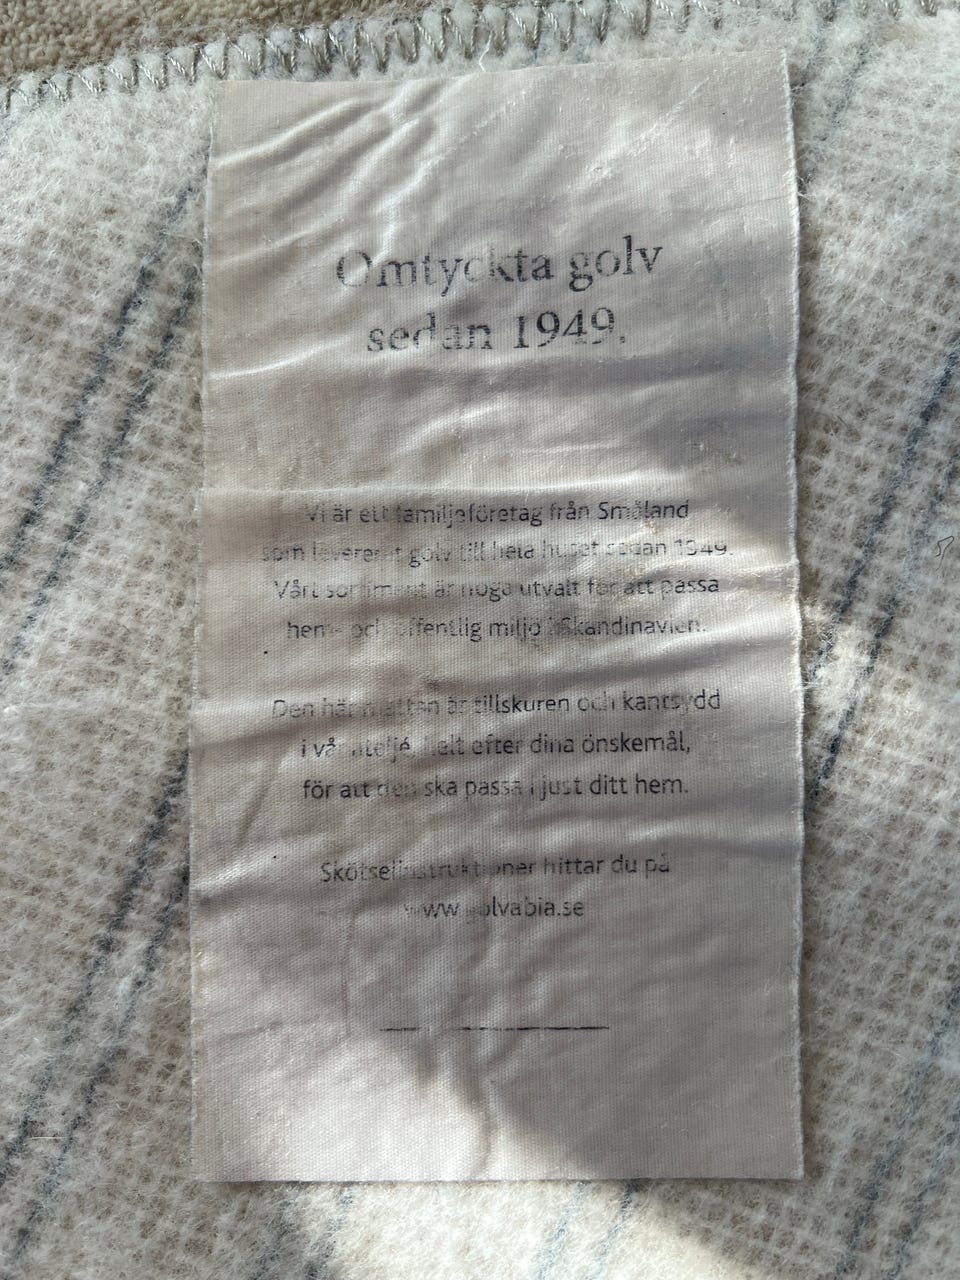 Omtyckta golv
sedan 1949.
Vi är ett familjeföretag från Småland
som levererat golv till hela huset sedan 1949.
Vårt sortiment är noga utvalt för att passa
hem- och offentlig miljö i Skandinavien.
Den här mattan är tillskuren och kantsydd
i vår ateljé, helt efter dina önskemål,
för att den ska passa i just ditt hem.
Skötselinstruktioner hittar du på
www.golvabia.se